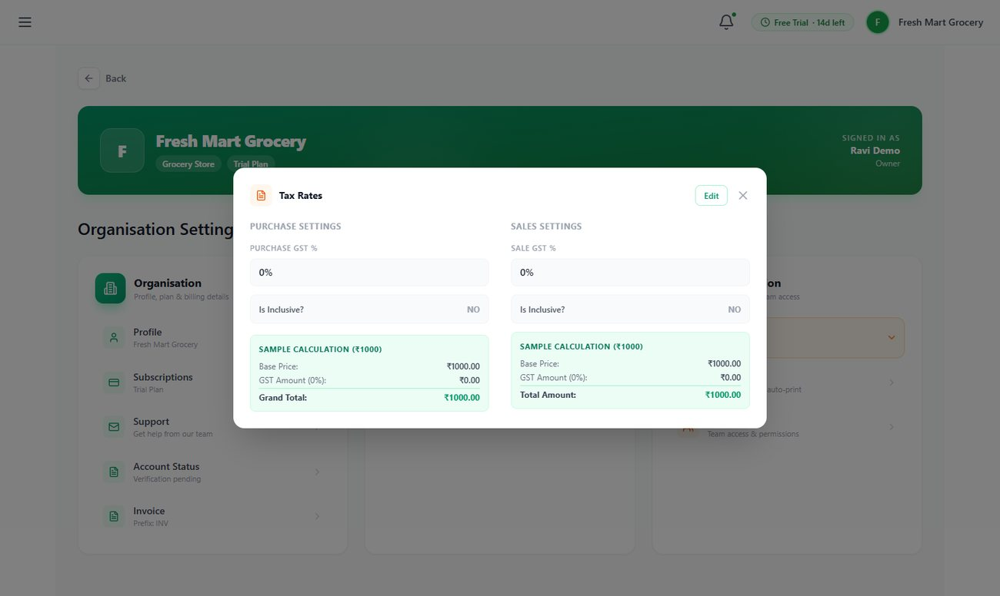 Free Trial · 14d left
F
Fresh Mart Grocery
Back
F
Fresh Mart Grocery
Grocery Store
Trial Plan
SIGNED IN AS
Ravi Demo
Owner
Organisation Setting
Organisation
Profile, plan & billing details
Profile
Fresh Mart Grocery
Subscriptions
Trial Plan
Support
Get help from our team
Account Status
Verification pending
Invoice
Prefix: INV
Tax Rates
Edit
PURCHASE SETTINGS
PURCHASE GST %
0%
Is Inclusive?
NO
SAMPLE CALCULATION (₹1000)
Base Price:
₹1000.00
GST Amount (0%):
₹0.00
Grand Total:
₹1000.00
SALES SETTINGS
SALE GST %
0%
Is Inclusive?
NO
SAMPLE CALCULATION (₹1000)
Base Price:
₹1000.00
GST Amount (0%):
₹0.00
Total Amount:
₹1000.00
on
am access
auto-print
Team access & permissions